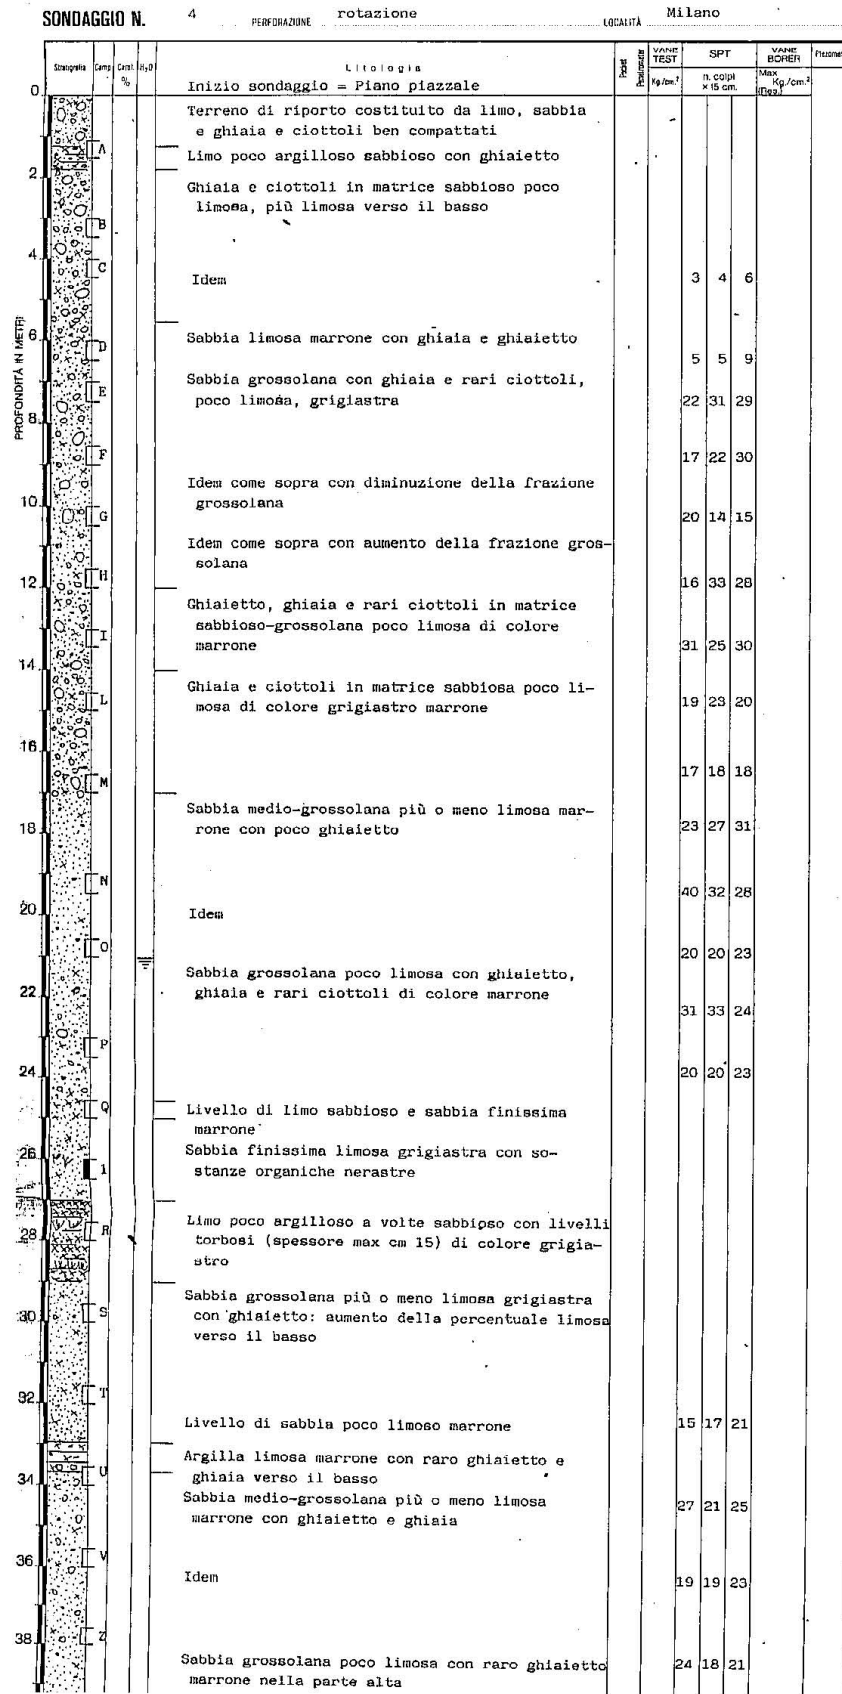 SONDAGGIO N. 4 PERFORAZIONE rotazione LOCALITÀ Milano
Stratigrafia Camp. Carot. % H₂O Litologia Pocket Penetrometer VANE TEST Kg/cm.² SPT n. colpi × 15 cm. VANE BORER Max Kg./cm.² (Res.)
0 Inizio sondaggio = Piano piazzale
Terreno di riporto costituito da limo, sabbia
e ghiaia e ciottoli ben compattati
A Limo poco argilloso sabbioso con ghiaietto
2
Ghiaia e ciottoli in matrice sabbioso poco
limosa, più limosa verso il basso
B
4
C Idem 3 4 6
PROFONDITÀ IN METRI
6 Sabbia limosa marrone con ghiaia e ghiaietto
D 5 5 9
Sabbia grossolana con ghiaia e rari ciottoli,
E poco limosa, grigiastra 22 31 29
8
F 17 22 30
Idem come sopra con diminuzione della frazione
10 grossolana
G 20 14 15
Idem come sopra con aumento della frazione gros-
solana
12 H 16 33 28
Ghiaietto, ghiaia e rari ciottoli in matrice
sabbioso-grossolana poco limosa di colore
I marrone 31 25 30
14
Ghiaia e ciottoli in matrice sabbiosa poco li-
L mosa di colore grigiastro marrone 19 23 20
16
M 17 18 18
Sabbia medio-grossolana più o meno limosa mar-
18 rone con poco ghiaietto 23 27 31
N 40 32 28
20 Idem
O 20 20 23
Sabbia grossolana poco limosa con ghiaietto,
22 ghiaia e rari ciottoli di colore marrone
31 33 24
P
24 20 20 23
Q Livello di limo sabbioso e sabbia finissima
marrone
26 Sabbia finissima limosa grigiastra con so-
1 stanze organiche nerastre
Limo poco argilloso a volte sabbioso con livelli
28 R torbosi (spessore max cm 15) di colore grigia-
stro
Sabbia grossolana più o meno limosa grigiastra
30 S con ghiaietto: aumento della percentuale limosa
verso il basso
32 T
Livello di sabbia poco limoso marrone 15 17 21
Argilla limosa marrone con raro ghiaietto e
34 U ghiaia verso il basso
Sabbia medio-grossolana più o meno limosa 27 21 25
marrone con ghiaietto e ghiaia
36 V
Idem 19 19 23
38 Z
Sabbia grossolana poco limosa con raro ghiaietto 24 18 21
marrone nella parte alta